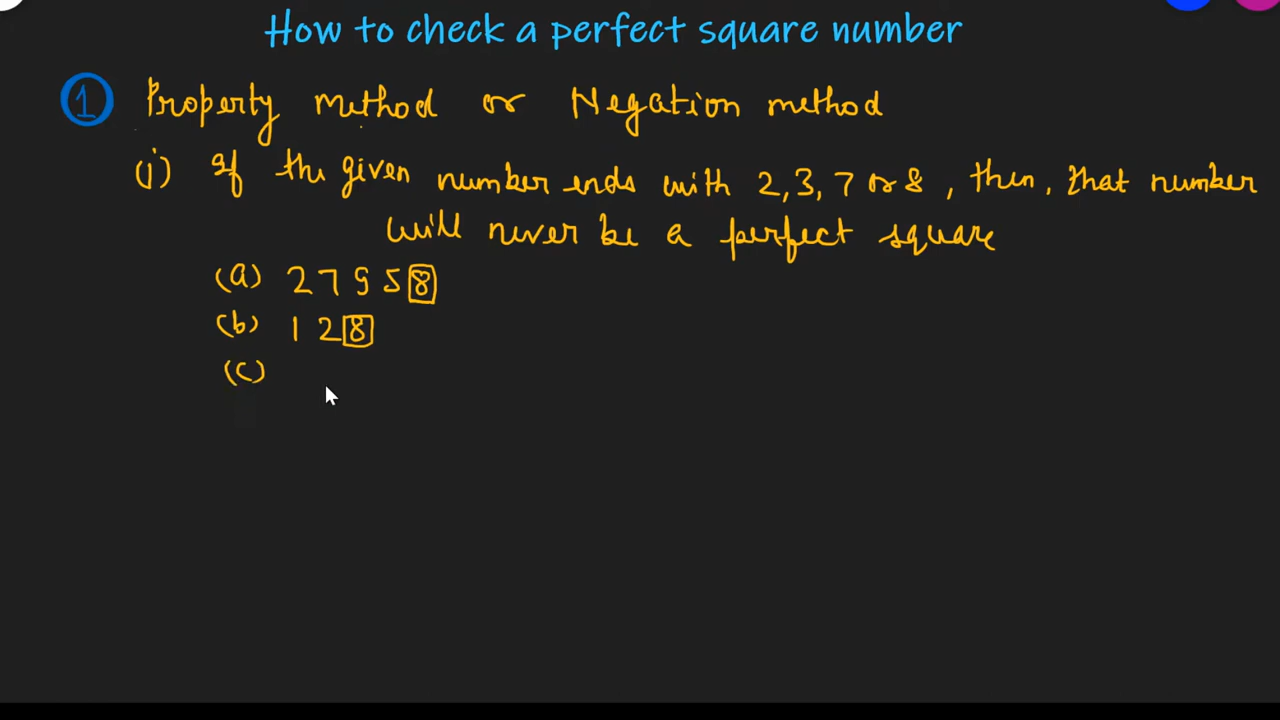 How to check a perfect square number
1 Property method or Negation method
(i) If the given number ends with 2, 3, 7 or 8, then, that number
will never be a perfect square
(a) 27958
(b) 128
(c)